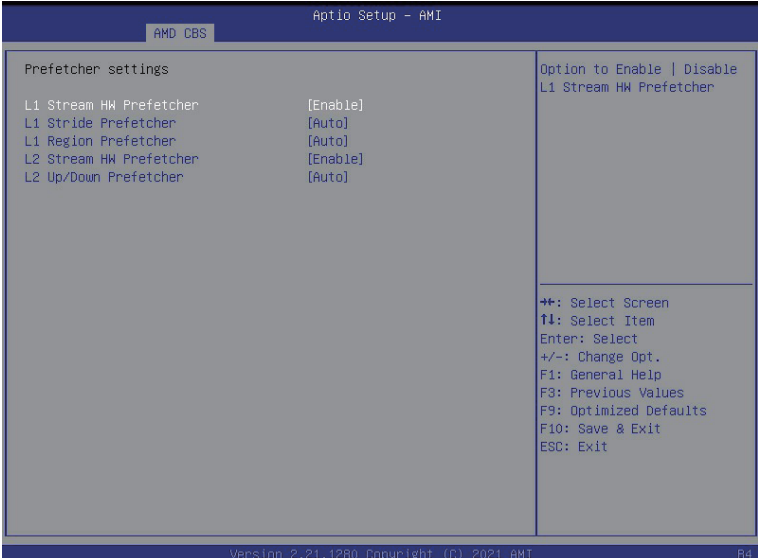 Aptio Setup - AMI
AMD CBS
Prefetcher settings
L1 Stream HW Prefetcher [Enable]
L1 Stride Prefetcher [Auto]
L1 Region Prefetcher [Auto]
L2 Stream HW Prefetcher [Enable]
L2 Up/Down Prefetcher [Auto]
Option to Enable | Disable
L1 Stream HW Prefetcher
→←: Select Screen
↑↓: Select Item
Enter: Select
+/-: Change Opt.
F1: General Help
F3: Previous Values
F9: Optimized Defaults
F10: Save & Exit
ESC: Exit
Version 2.21.1280 Copyright (C) 2021 AMI
B4